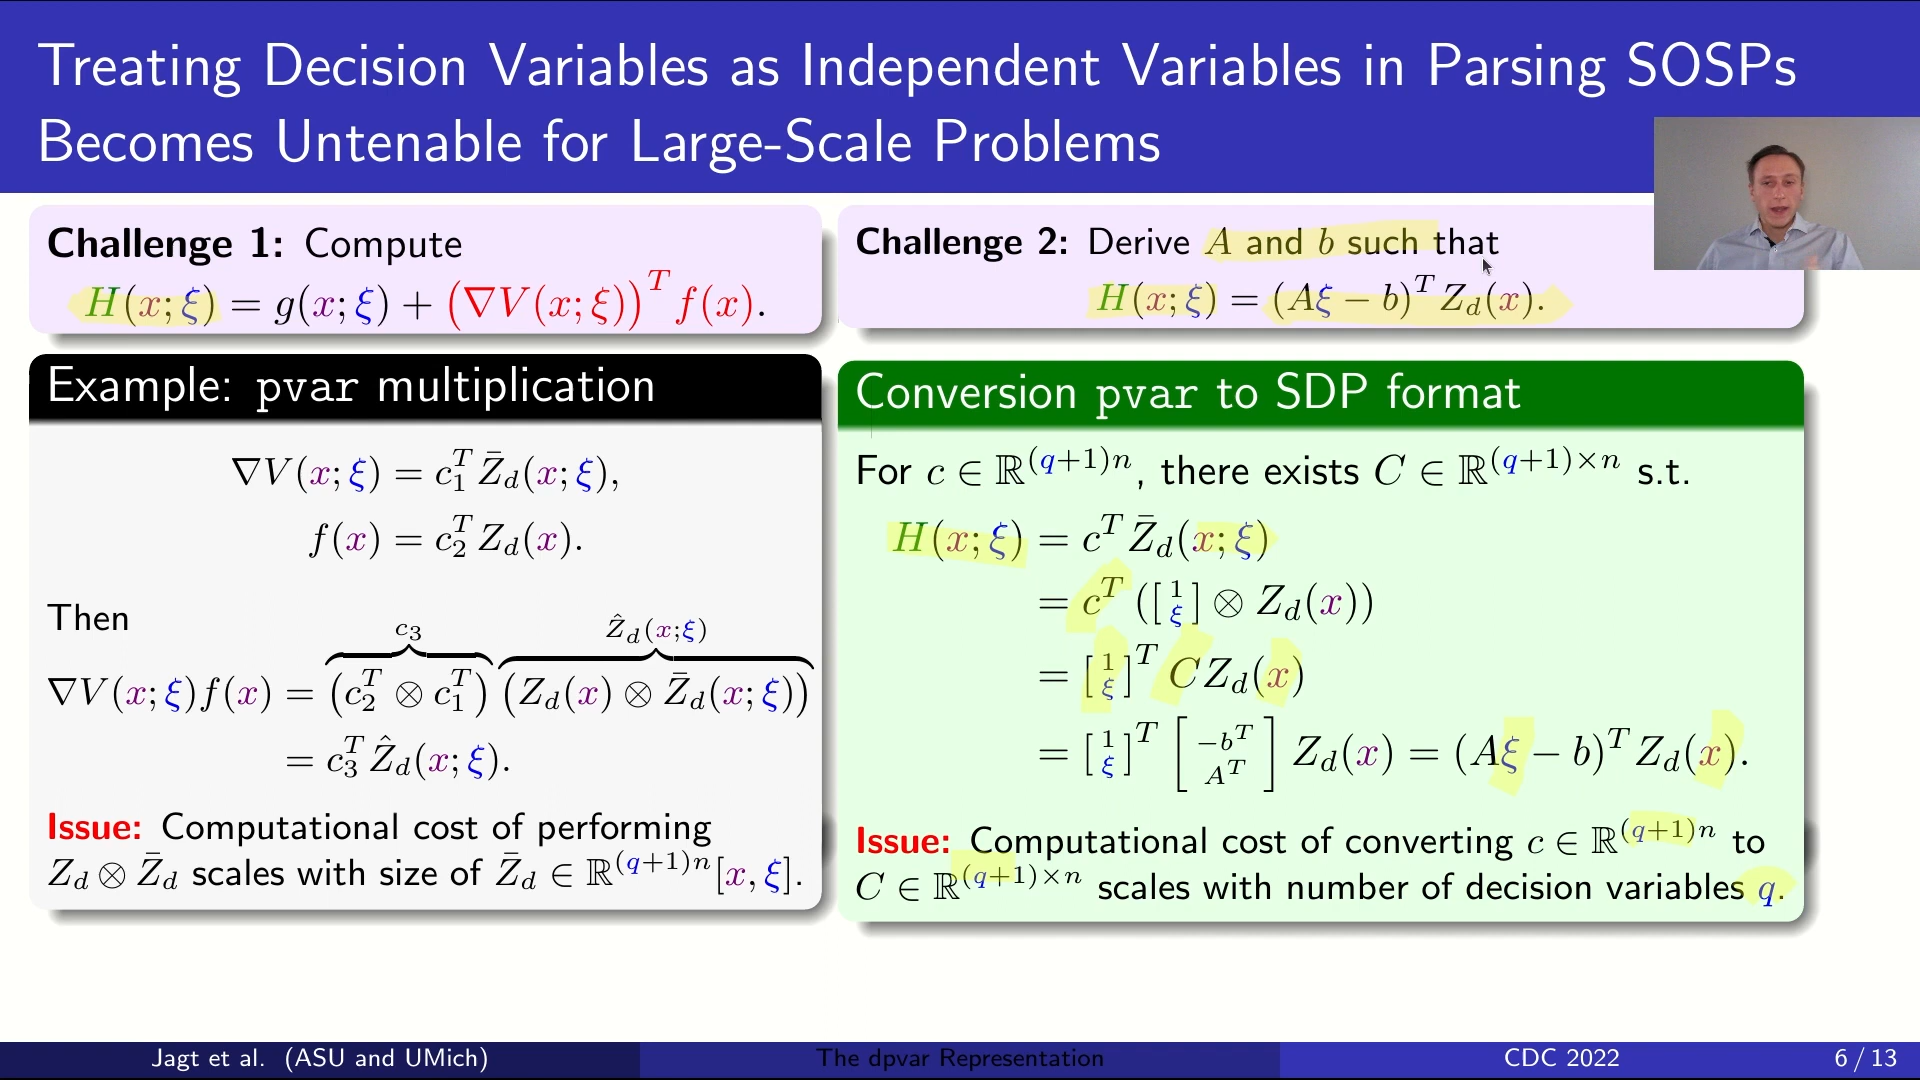 Treating Decision Variables as Independent Variables in Parsing SOSPs
Becomes Untenable for Large-Scale Problems
Challenge 1: Compute
H(x; ξ) = g(x; ξ) + (∇V(x; ξ))^T f(x).
Example: pvar multiplication
∇V(x; ξ) = c_1^T Z̄_d(x; ξ),
f(x) = c_2^T Z_d(x).
Then
c_3 Ẑ_d(x;ξ)
∇V(x; ξ)f(x) = (c_2^T ⊗ c_1^T) (Z_d(x) ⊗ Z̄_d(x; ξ))
= c_3^T Ẑ_d(x; ξ).
Issue: Computational cost of performing
Z_d ⊗ Z̄_d scales with size of Z̄_d ∈ ℝ^{(q+1)n}[x, ξ].
Challenge 2: Derive A and b such that
H(x; ξ) = (Aξ − b)^T Z_d(x).
Conversion pvar to SDP format
For c ∈ ℝ^{(q+1)n}, there exists C ∈ ℝ^{(q+1)×n} s.t.
H(x; ξ) = c^T Z̄_d(x; ξ)
= c^T ([1 ξ] ⊗ Z_d(x))
= [1 ξ]^T C Z_d(x)
= [1 ξ]^T [−b^T A^T] Z_d(x) = (Aξ − b)^T Z_d(x).
Issue: Computational cost of converting c ∈ ℝ^{(q+1)n} to
C ∈ ℝ^{(q+1)×n} scales with number of decision variables q.
Jagt et al. (ASU and UMich) The dpvar Representation CDC 2022 6 / 13